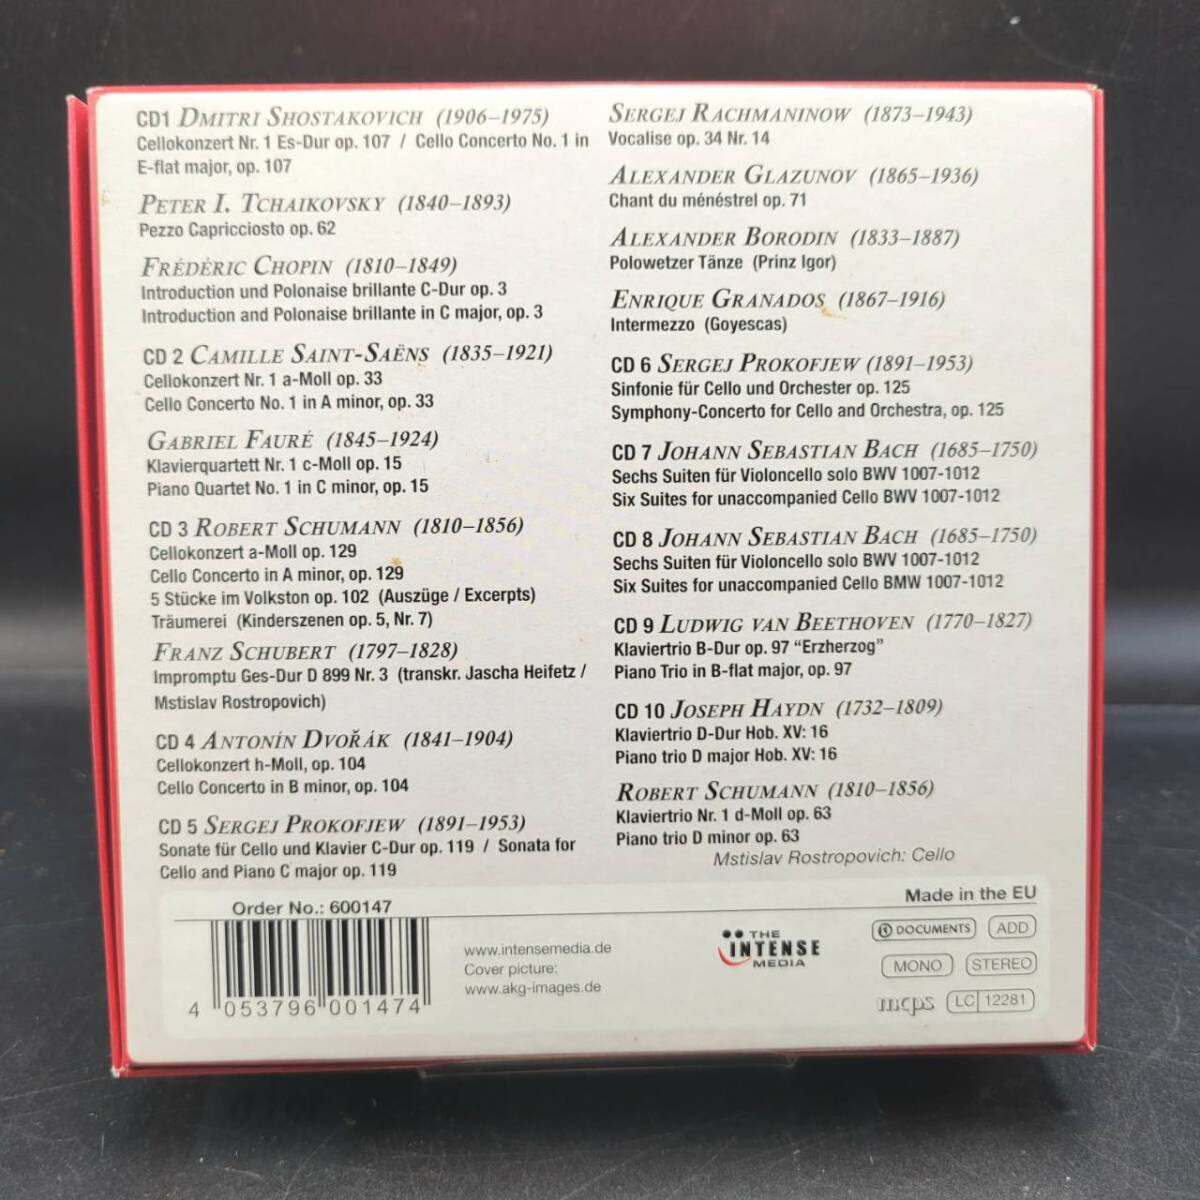 CD1 DMITRI SHOSTAKOVICH (1906–1975)
Cellokonzert Nr. 1 Es-Dur op. 107 / Cello Concerto No. 1 in
E-flat major, op. 107
PETER I. TCHAIKOVSKY (1840–1893)
Pezzo Capricciosto op. 62
FRÉDÉRIC CHOPIN (1810–1849)
Introduction und Polonaise brillante C-Dur op. 3
Introduction and Polonaise brillante in C major, op. 3
CD 2 CAMILLE SAINT-SAËNS (1835–1921)
Cellokonzert Nr. 1 a-Moll op. 33
Cello Concerto No. 1 in A minor, op. 33
GABRIEL FAURÉ (1845–1924)
Klavierquartett Nr. 1 c-Moll op. 15
Piano Quartet No. 1 in C minor, op. 15
CD 3 ROBERT SCHUMANN (1810–1856)
Cellokonzert a-Moll op. 129
Cello Concerto in A minor, op. 129
5 Stücke im Volkston op. 102 (Auszüge / Excerpts)
Träumerei (Kinderszenen op. 5, Nr. 7)
FRANZ SCHUBERT (1797–1828)
Impromptu Ges-Dur D 899 Nr. 3 (transkr. Jascha Heifetz /
Mstislav Rostropovich)
CD 4 ANTONÍN DVOŘÁK (1841–1904)
Cellokonzert h-Moll, op. 104
Cello Concerto in B minor, op. 104
CD 5 SERGEJ PROKOFJEW (1891–1953)
Sonate für Cello und Klavier C-Dur op. 119 / Sonata for
Cello and Piano C major op. 119
SERGEJ RACHMANINOW (1873–1943)
Vocalise op. 34 Nr. 14
ALEXANDER GLAZUNOV (1865–1936)
Chant du ménéstrel op. 71
ALEXANDER BORODIN (1833–1887)
Polowetzer Tänze (Prinz Igor)
ENRIQUE GRANADOS (1867–1916)
Intermezzo (Goyescas)
CD 6 SERGEJ PROKOFJEW (1891–1953)
Sinfonie für Cello und Orchester op. 125
Symphony-Concerto for Cello and Orchestra, op. 125
CD 7 JOHANN SEBASTIAN BACH (1685–1750)
Sechs Suiten für Violoncello solo BWV 1007-1012
Six Suites for unaccompanied Cello BWV 1007-1012
CD 8 JOHANN SEBASTIAN BACH (1685–1750)
Sechs Suiten für Violoncello solo BWV 1007-1012
Six Suites for unaccompanied Cello BMW 1007-1012
CD 9 LUDWIG VAN BEETHOVEN (1770–1827)
Klaviertrio B-Dur op. 97 “Erzherzog”
Piano Trio in B-flat major, op. 97
CD 10 JOSEPH HAYDN (1732–1809)
Klaviertrio D-Dur Hob. XV: 16
Piano trio D major Hob. XV: 16
ROBERT SCHUMANN (1810–1856)
Klaviertrio Nr. 1 d-Moll op. 63
Piano trio D minor op. 63
Mstislav Rostropovich: Cello
Order No.: 600147
4 053796 001474
www.intensemedia.de
Cover picture:
www.akg-images.de
THE
INTENSE
MEDIA
Made in the EU
DOCUMENTS ADD
MONO STEREO
mcps LC 12281